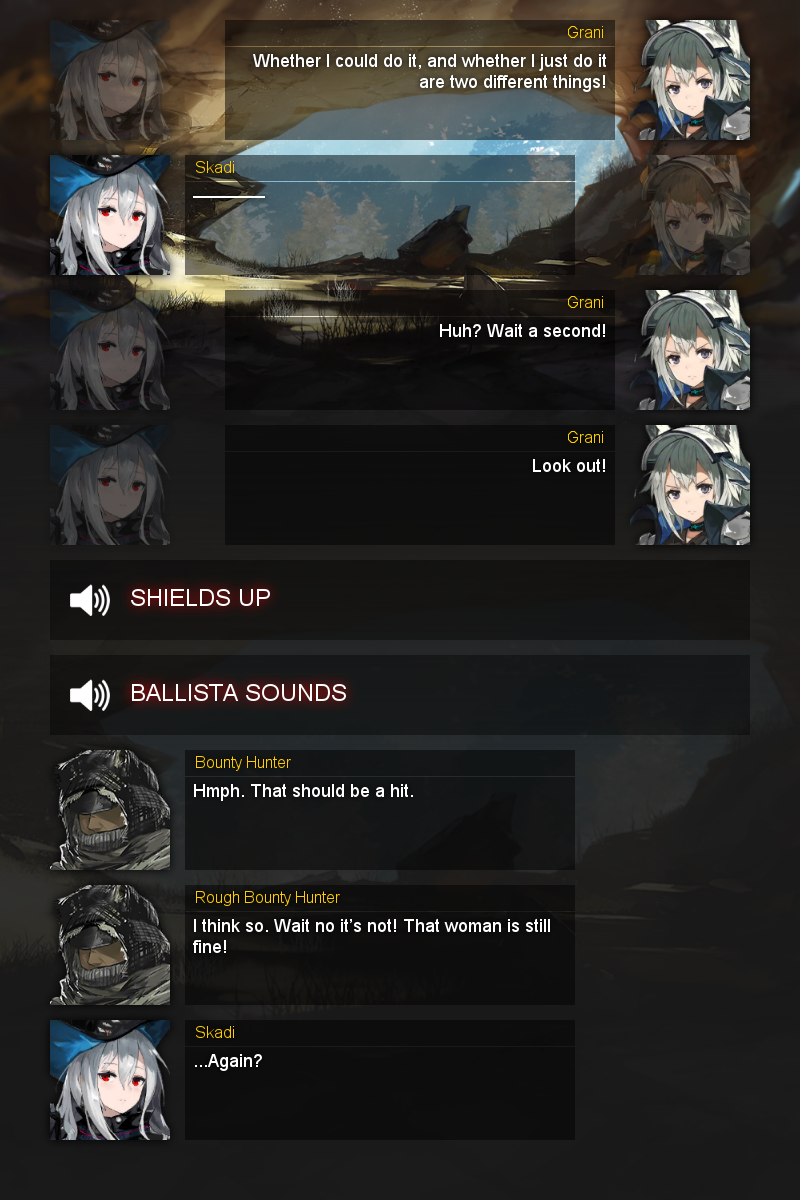 Grani
Whether I could do it, and whether I just do it
are two different things!
Skadi
————
Grani
Huh? Wait a second!
Grani
Look out!
SHIELDS UP
BALLISTA SOUNDS
Bounty Hunter
Hmph. That should be a hit.
Rough Bounty Hunter
I think so. Wait no it’s not! That woman is still
fine!
Skadi
...Again?